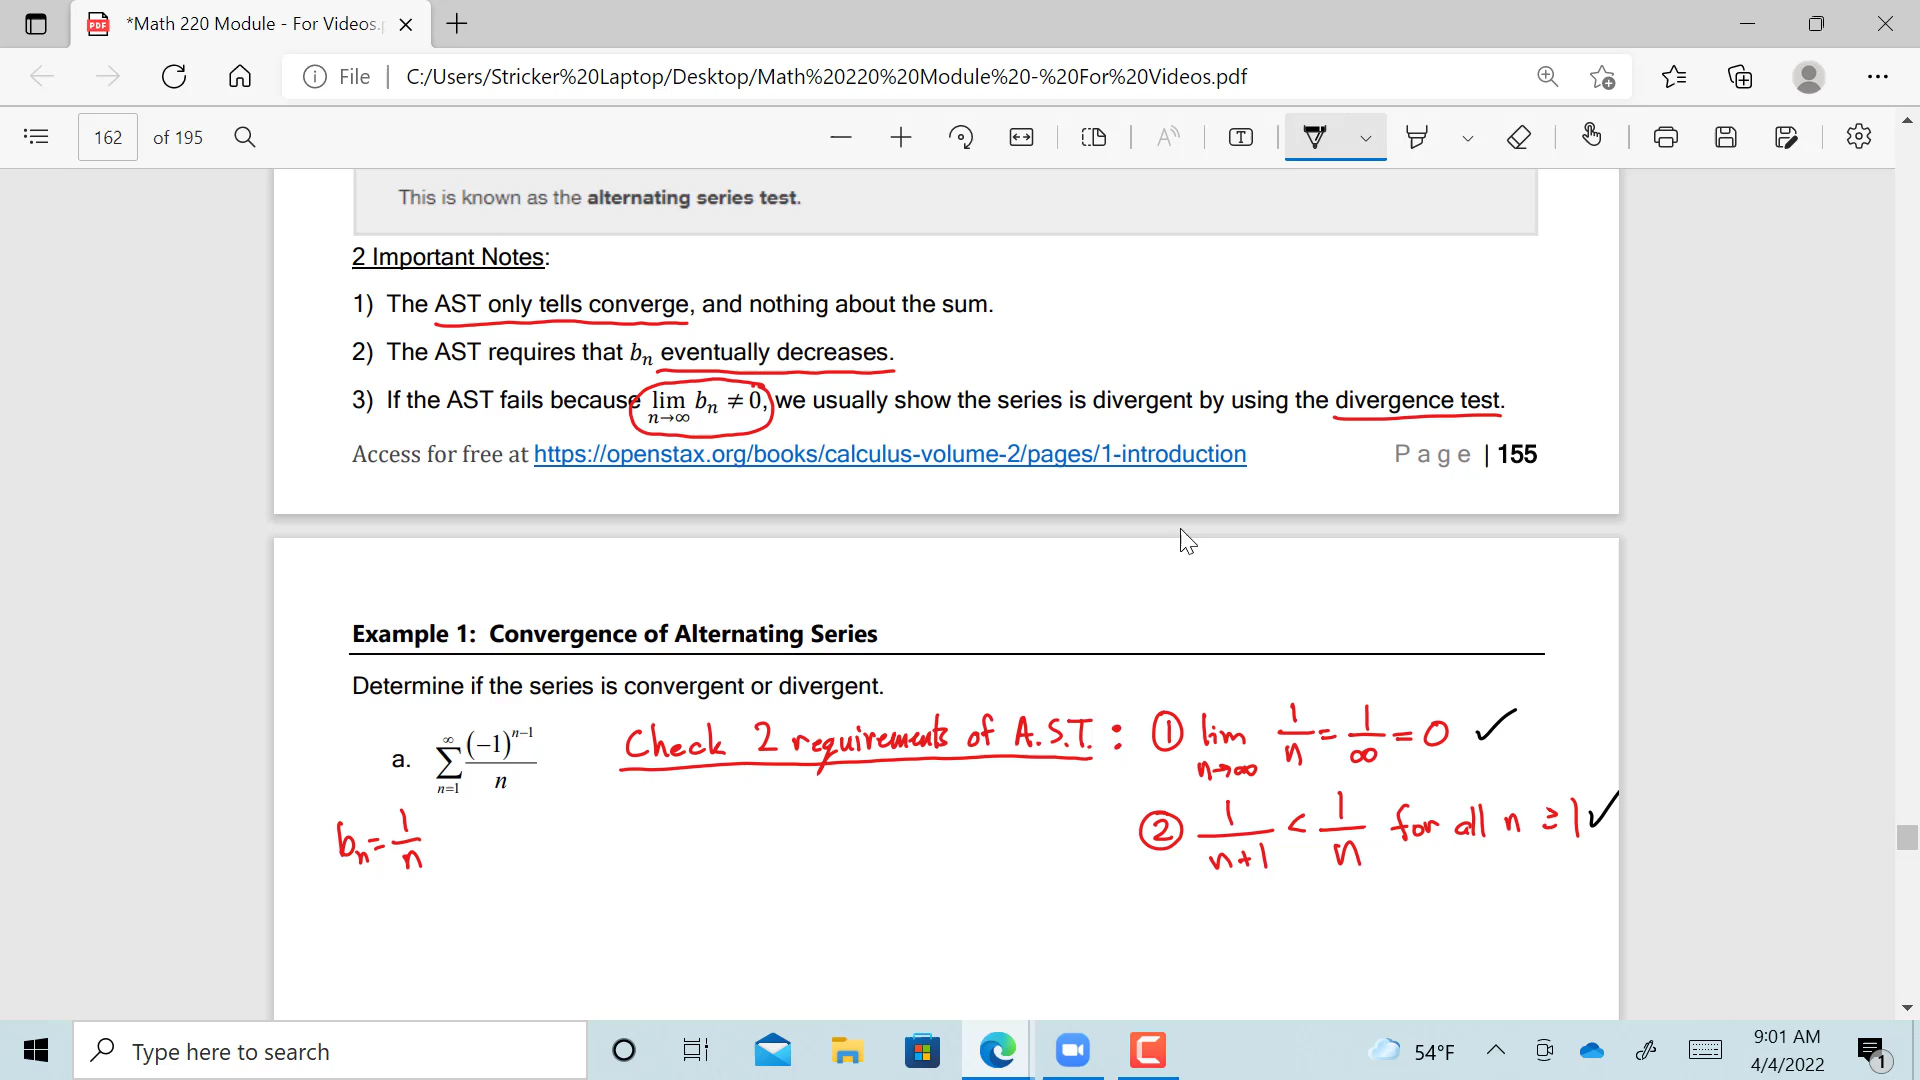 *Math 220 Module - For Videos.p
File | C:/Users/Stricker%20Laptop/Desktop/Math%20220%20Module%20-%20For%20Videos.pdf
162 of 195
This is known as the alternating series test.
2 Important Notes:
1) The AST only tells converge, and nothing about the sum.
2) The AST requires that bₙ eventually decreases.
3) If the AST fails because lim n→∞ bₙ ≠ 0, we usually show the series is divergent by using the divergence test.
Access for free at https://openstax.org/books/calculus-volume-2/pages/1-introduction Page | 155
Example 1: Convergence of Alternating Series
Determine if the series is convergent or divergent.
a. ∑ n=1 ∞ (−1)^(n−1) / n Check 2 requirements of A.S.T. : ① lim n→∞ 1/n = 1/∞ = 0 ✓
bₙ = 1/n ② 1/(n+1) < 1/n for all n ≥ 1 ✓
Type here to search
54°F
9:01 AM
4/4/2022
1